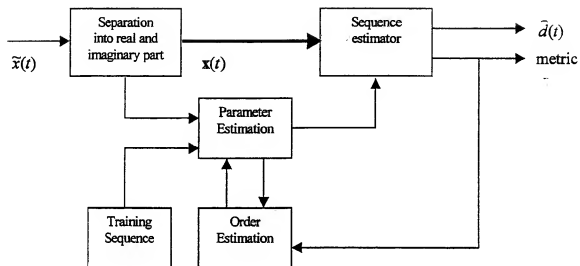 Separation
into real and
imaginary part
Sequence
estimator
d̂(t)
x̃(t)
x(t)
metric
Parameter
Estimation
Training
Sequence
Order
Estimation